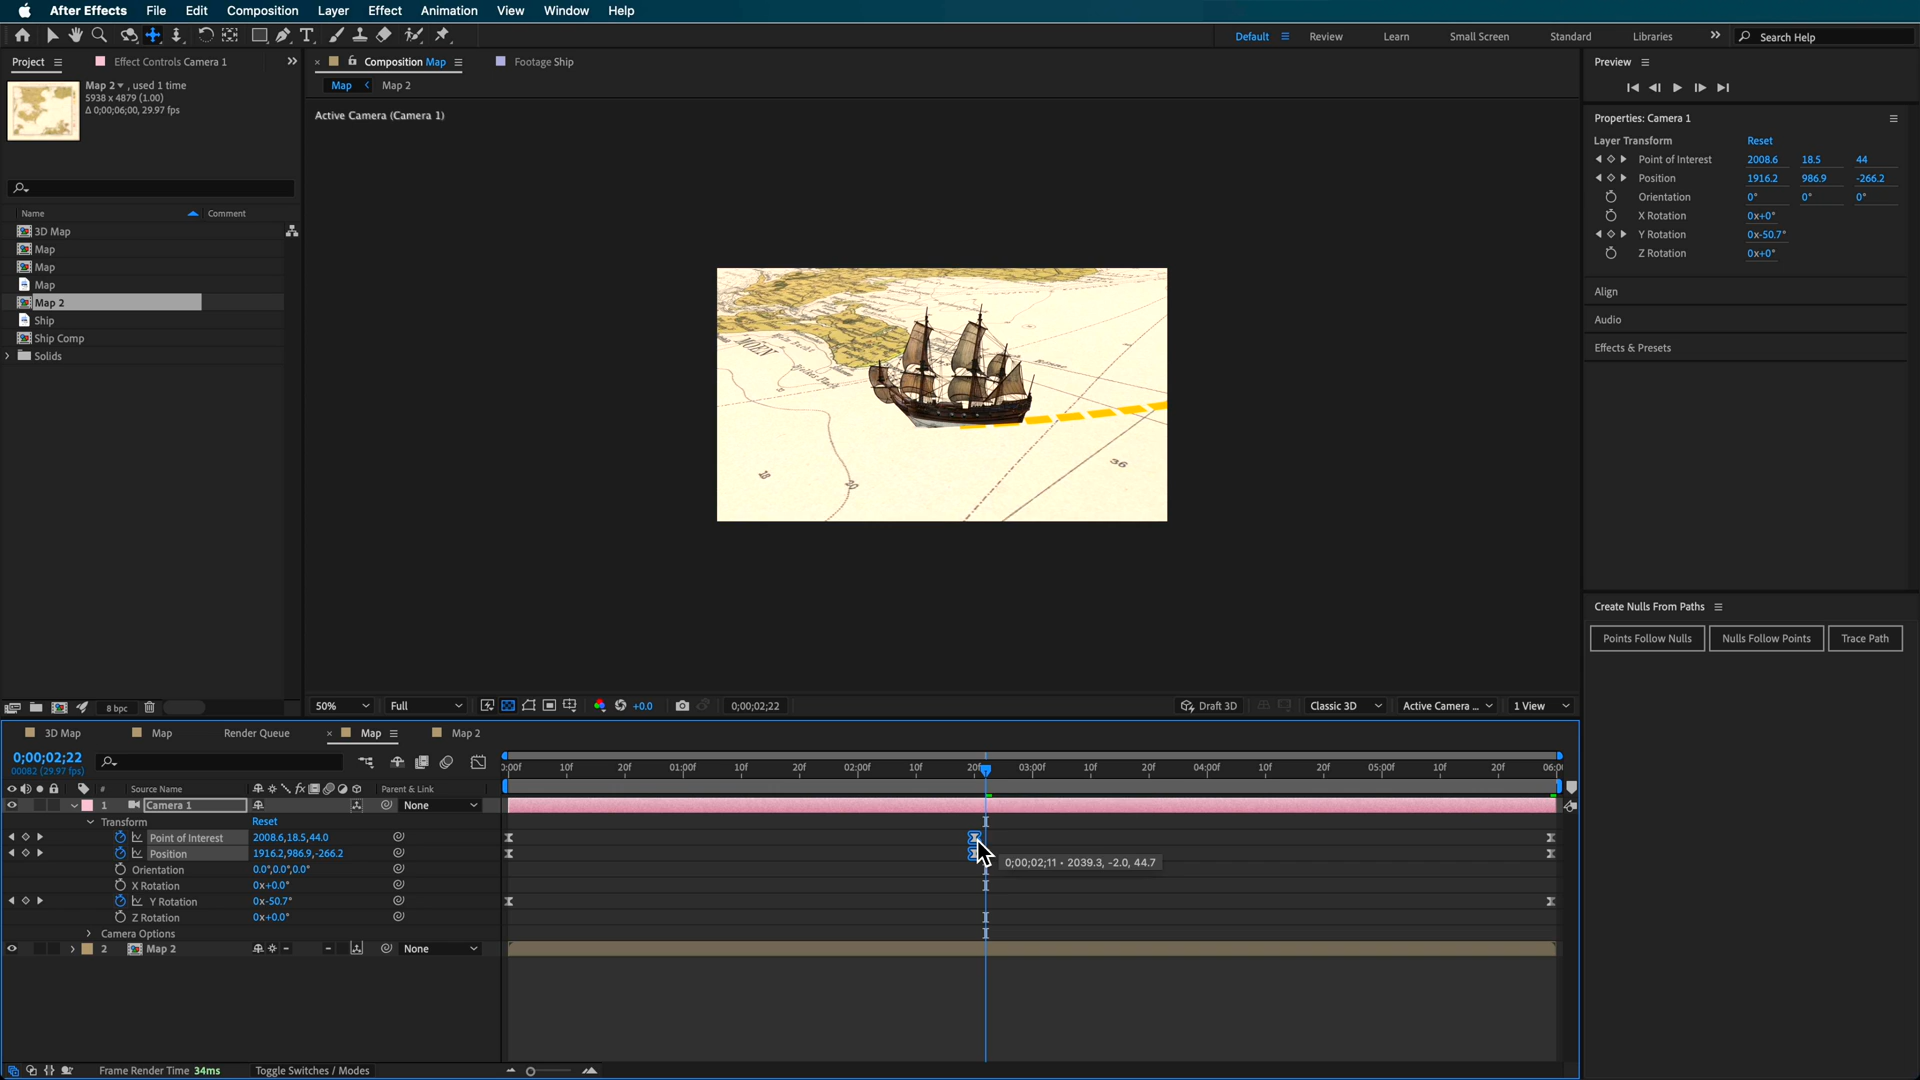 After Effects File Edit Composition Layer Effect Animation View Window Help
Default Review Learn Small Screen Standard Libraries Search Help
Project Effect Controls Camera 1
Map 2 , used 1 time
5938 x 4879 (1.00)
Δ 0;00;06;00, 29.97 fps
Name Comment
3D Map
Map
Map
Map
Map 2
Ship
Ship Comp
Solids
8 bpc
Composition Map Footage Ship
Map Map 2
Active Camera (Camera 1)
MOEN
18
20
36
50% Full +0.0 0;00;02;22 Draft 3D Classic 3D Active Camera ... 1 View
Preview
Properties: Camera 1
Layer Transform Reset
Point of Interest 2008.6 18.5 44
Position 1916.2 986.9 -266.2
Orientation 0° 0° 0°
X Rotation 0x+0°
Y Rotation 0x-50.7°
Z Rotation 0x+0°
Align
Audio
Effects & Presets
Create Nulls From Paths
Points Follow Nulls Nulls Follow Points Trace Path
3D Map Map Render Queue Map Map 2
0;00;02;22
00082 (29.97 fps)
:00f 10f 20f 01:00f 10f 20f 02:00f 10f 20f 03:00f 10f 20f 04:00f 10f 20f 05:00f 10f 20f 06:0
# Source Name fx Parent & Link
1 Camera 1 None
Transform Reset
Point of Interest 2008.6,18.5,44.0
Position 1916.2,986.9,-266.2
0;00;02;11 • 2039.3, -2.0, 44.7
Orientation 0.0°,0.0°,0.0°
X Rotation 0x+0.0°
Y Rotation 0x-50.7°
Z Rotation 0x+0.0°
Camera Options
2 Map 2 None
Frame Render Time 34ms Toggle Switches / Modes